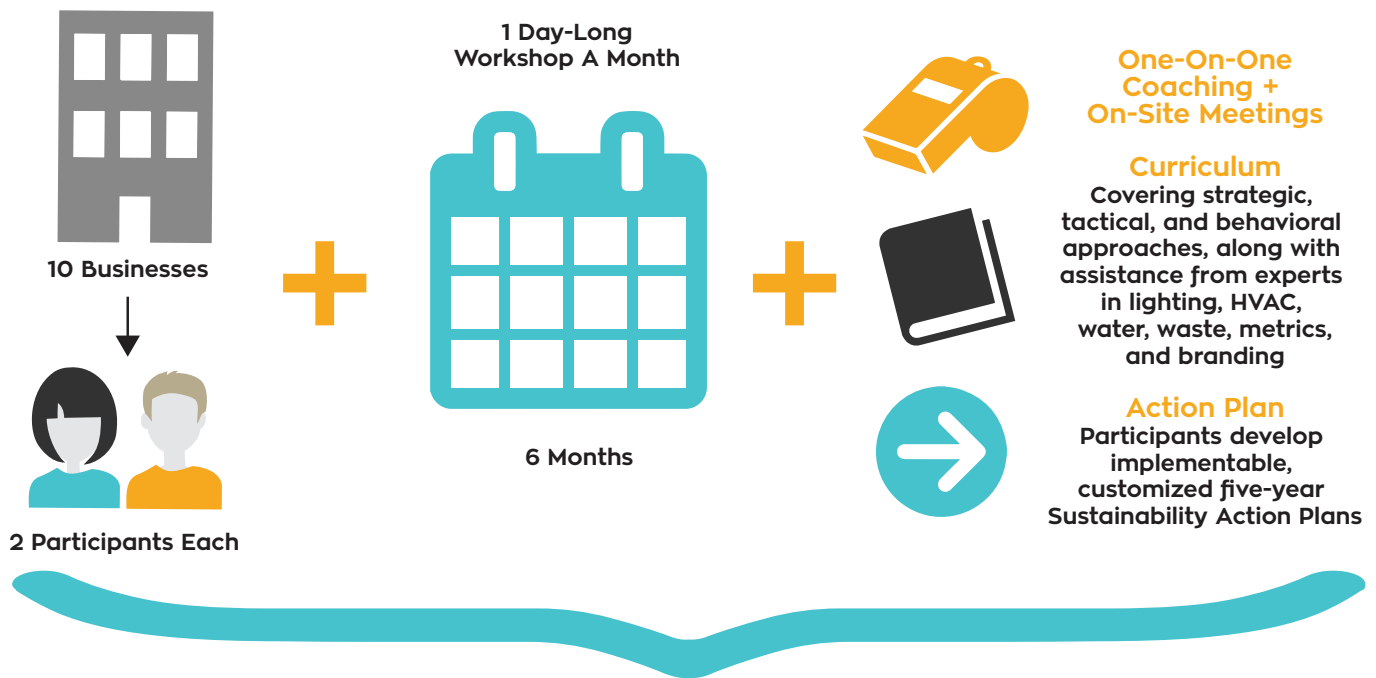 10 Businesses
2 Participants Each
1 Day-Long
Workshop A Month
6 Months
One-On-One
Coaching +
On-Site Meetings
Curriculum
Covering strategic,
tactical, and behavioral
approaches, along with
assistance from experts
in lighting, HVAC,
water, waste, metrics,
and branding
Action Plan
Participants develop
implementable,
customized five-year
Sustainability Action Plans